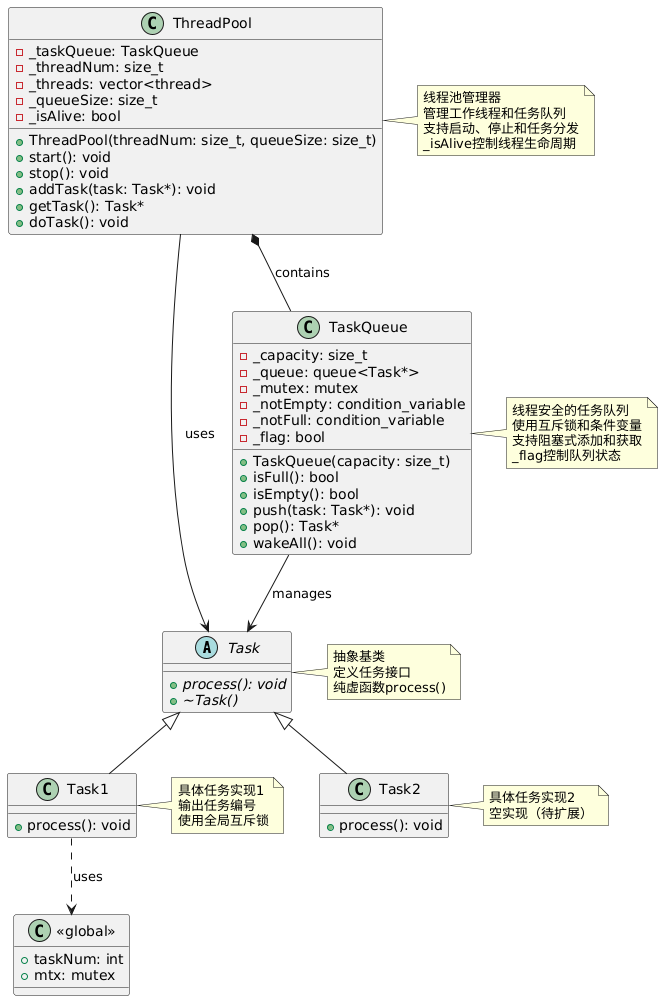 C ThreadPool
_taskQueue: TaskQueue
_threadNum: size_t
_threads: vector<thread>
_queueSize: size_t
_isAlive: bool
ThreadPool(threadNum: size_t, queueSize: size_t)
start(): void
stop(): void
addTask(task: Task*): void
getTask(): Task*
doTask(): void
线程池管理器
管理工作线程和任务队列
支持启动、停止和任务分发
_isAlive控制线程生命周期
contains
C TaskQueue
_capacity: size_t
_queue: queue<Task*>
_mutex: mutex
_notEmpty: condition_variable
_notFull: condition_variable
_flag: bool
TaskQueue(capacity: size_t)
isFull(): bool
isEmpty(): bool
push(task: Task*): void
pop(): Task*
wakeAll(): void
线程安全的任务队列
使用互斥锁和条件变量
支持阻塞式添加和获取
_flag控制队列状态
uses
manages
A Task
process(): void
~Task()
抽象基类
定义任务接口
纯虚函数process()
C Task1
process(): void
具体任务实现1
输出任务编号
使用全局互斥锁
C Task2
process(): void
具体任务实现2
空实现（待扩展）
uses
C «global»
taskNum: int
mtx: mutex